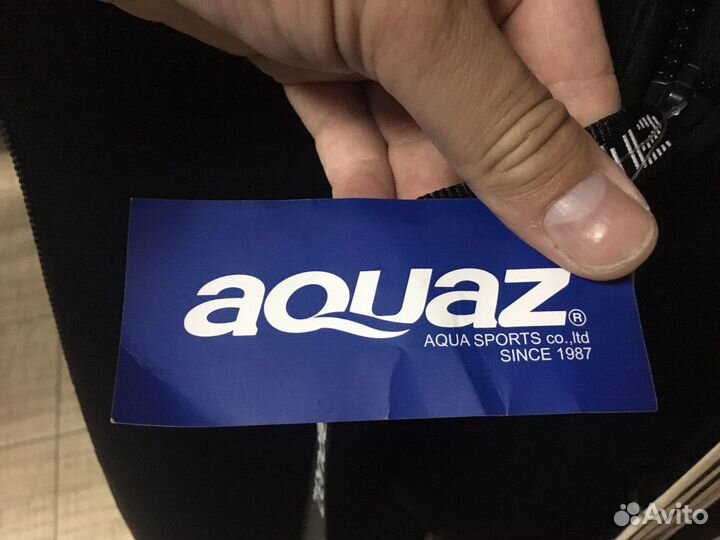 aquaz®
AQUA SPORTS co.,ltd
SINCE 1987
Avito